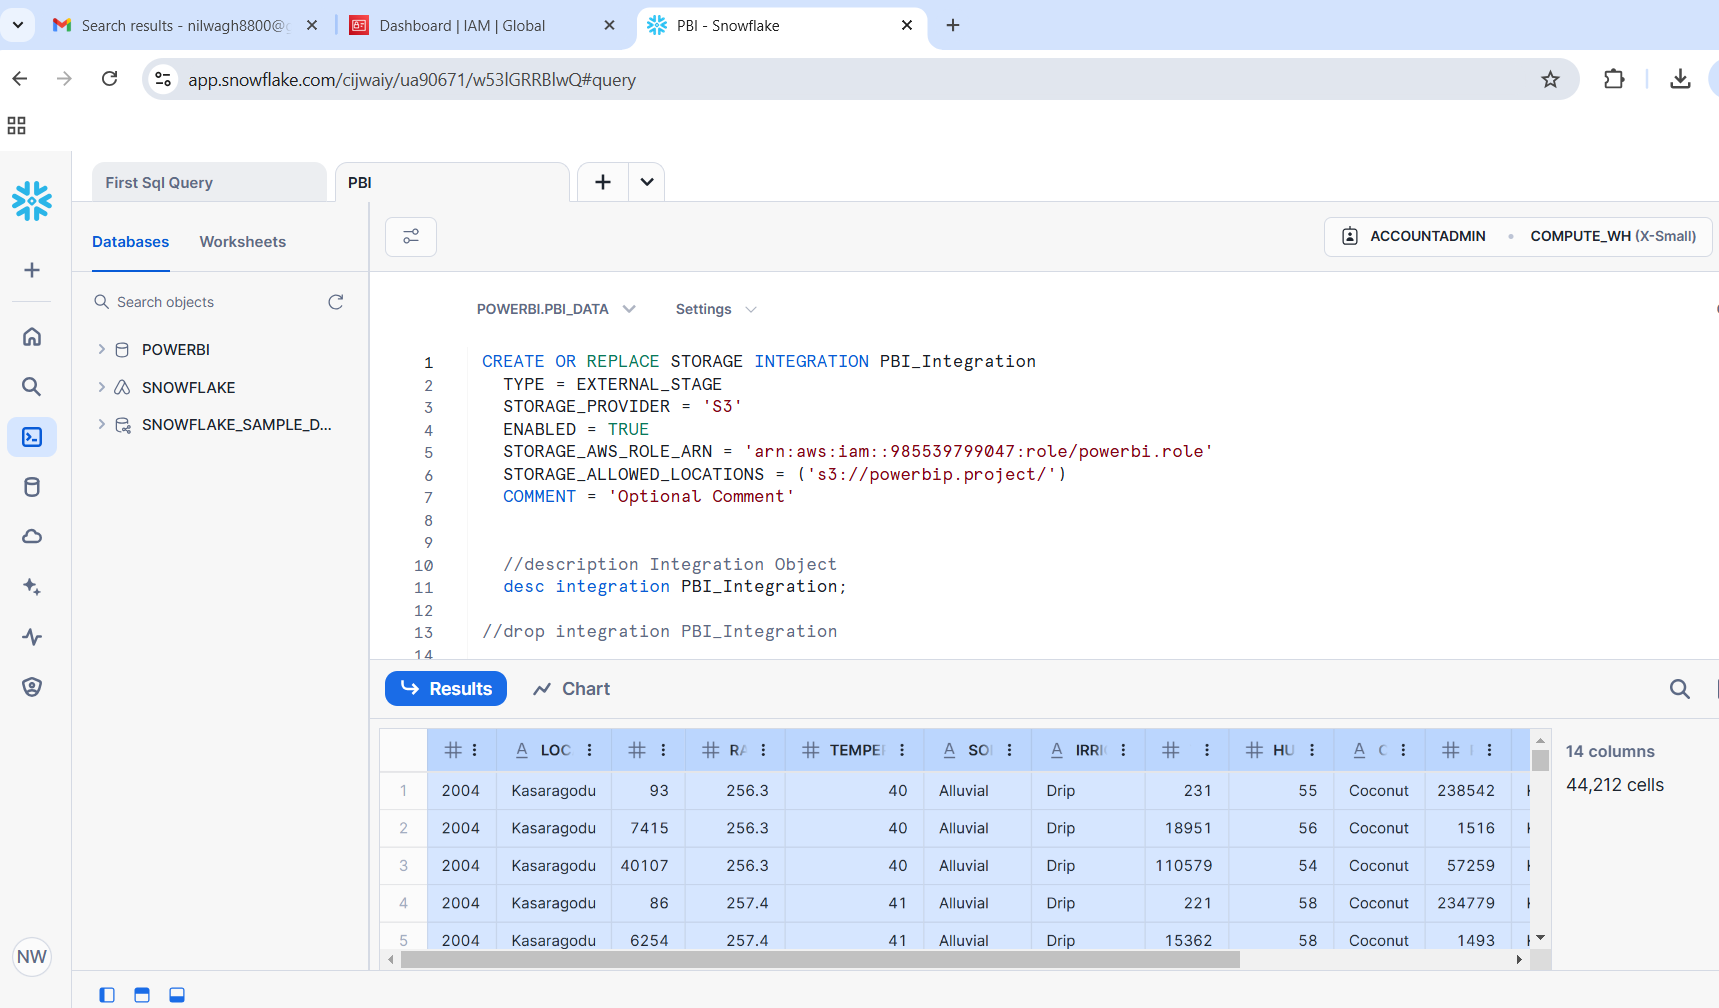 Search results - nilwagh8800@
Dashboard | IAM | Global
PBI - Snowflake
app.snowflake.com/cijwaiy/ua90671/w53lGRRBlwQ#query
First Sql Query
PBI
Databases
Worksheets
ACCOUNTADMIN
COMPUTE_WH (X-Small)
Search objects
POWERBI
SNOWFLAKE
SNOWFLAKE_SAMPLE_D...
POWERBI.PBI_DATA
Settings
1 CREATE OR REPLACE STORAGE INTEGRATION PBI_Integration
2 TYPE = EXTERNAL_STAGE
3 STORAGE_PROVIDER = 'S3'
4 ENABLED = TRUE
5 STORAGE_AWS_ROLE_ARN = 'arn:aws:iam::985539799047:role/powerbi.role'
6 STORAGE_ALLOWED_LOCATIONS = ('s3://powerbip.project/')
7 COMMENT = 'Optional Comment'
8
9
10 //description Integration Object
11 desc integration PBI_Integration;
12
13 //drop integration PBI_Integration
14
Results
Chart
LOC RA TEMPE SO IRRI HU C
1 2004 Kasaragodu 93 256.3 40 Alluvial Drip 231 55 Coconut 238542
2 2004 Kasaragodu 7415 256.3 40 Alluvial Drip 18951 56 Coconut 1516
3 2004 Kasaragodu 40107 256.3 40 Alluvial Drip 110579 54 Coconut 57259
4 2004 Kasaragodu 86 257.4 41 Alluvial Drip 221 58 Coconut 234779
5 2004 Kasaragodu 6254 257.4 41 Alluvial Drip 15362 58 Coconut 1493
14 columns
44,212 cells
NW